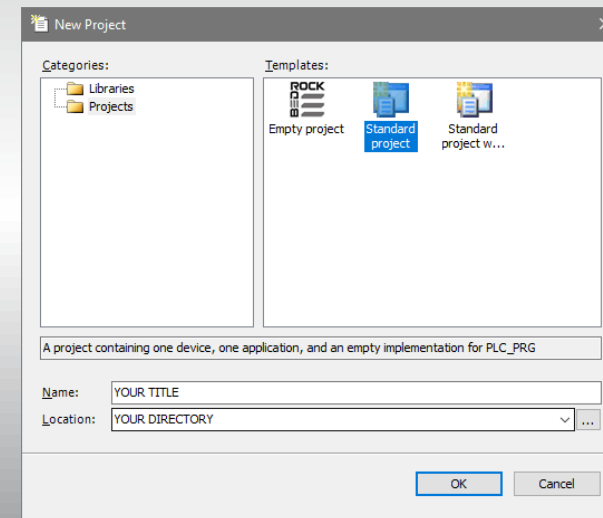 New Project
Categories:
Templates:
Libraries
Projects
ROCK
Empty project
Standard
project
Standard
project w...
A project containing one device, one application, and an empty implementation for PLC_PRG
Name:
YOUR TITLE
Location:
YOUR DIRECTORY
...
OK
Cancel